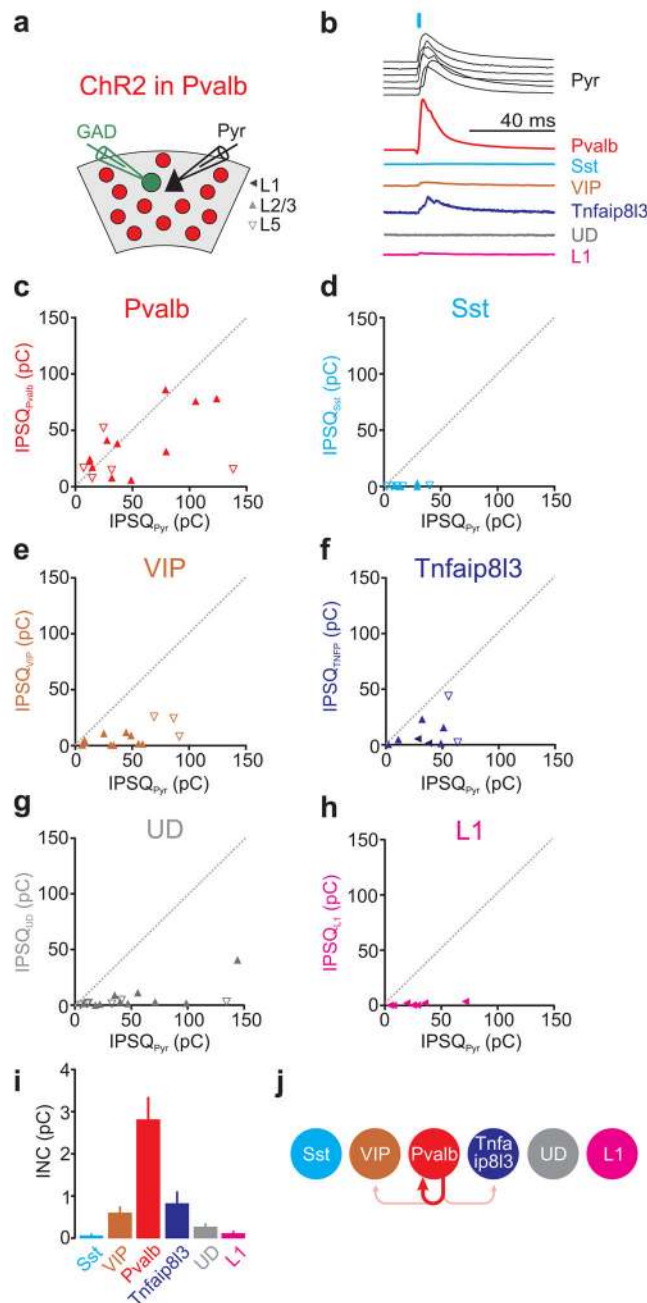 a
b
ChR2 in Pvalb
GAD
Pyr
L1
L2/3
L5
Pyr
40 ms
Pvalb
Sst
VIP
Tnfaip8l3
UD
L1
c
Pvalb
150
100
50
0
IPSQPvalb (pC)
0 50 100 150
IPSQPyr (pC)
d
Sst
150
100
50
0
IPSQSst (pC)
0 50 100 150
IPSQPyr (pC)
e
VIP
150
100
50
0
IPSQVIP (pC)
0 50 100 150
IPSQPyr (pC)
f
Tnfaip8l3
150
100
50
0
IPSQTNFP (pC)
0 50 100 150
IPSQPyr (pC)
g
UD
150
100
50
0
IPSQUD (pC)
0 50 100 150
IPSQPyr (pC)
h
L1
150
100
50
0
IPSQL1 (pC)
0 50 100 150
IPSQPyr (pC)
i
4
3
2
1
0
INC (pC)
Sst
VIP
Pvalb
Tnfaip8l3
UD
L1
j
Sst
VIP
Pvalb
Tnfa
ip8l3
UD
L1